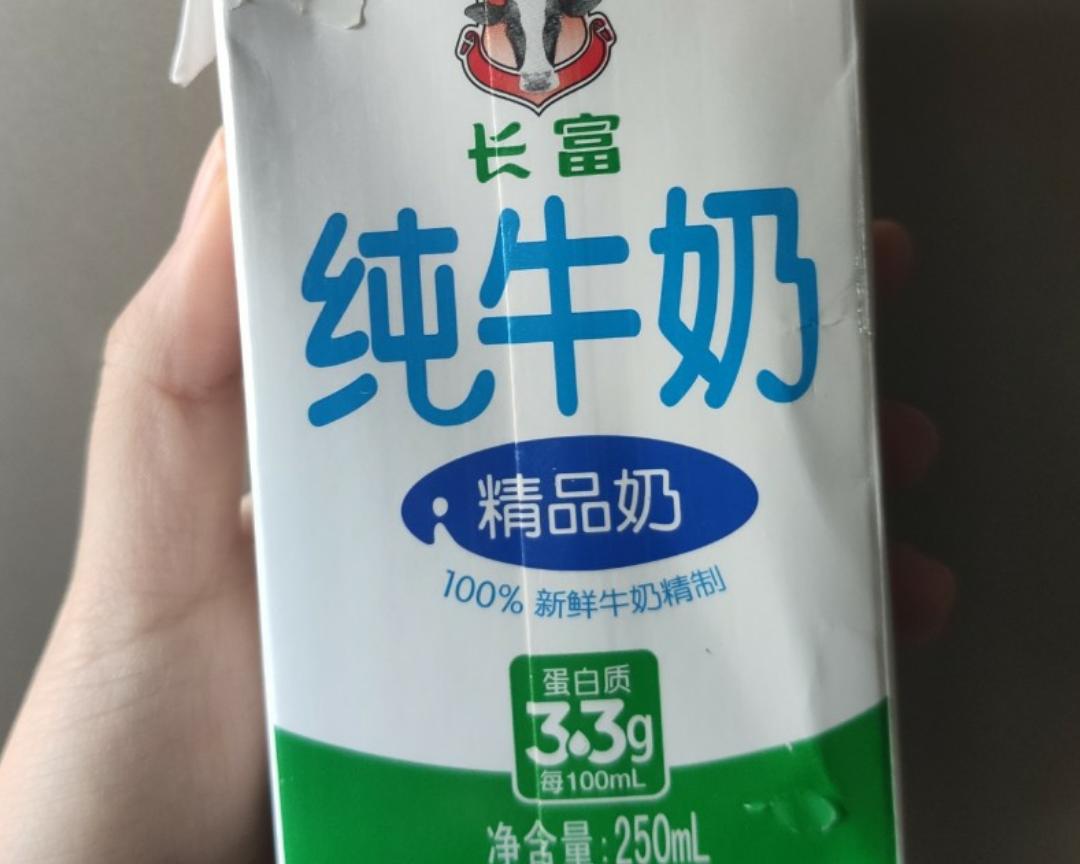 长富
纯牛奶
精品奶
100% 新鲜牛奶精制
蛋白质
3.3g
每100mL
净含量:250mL